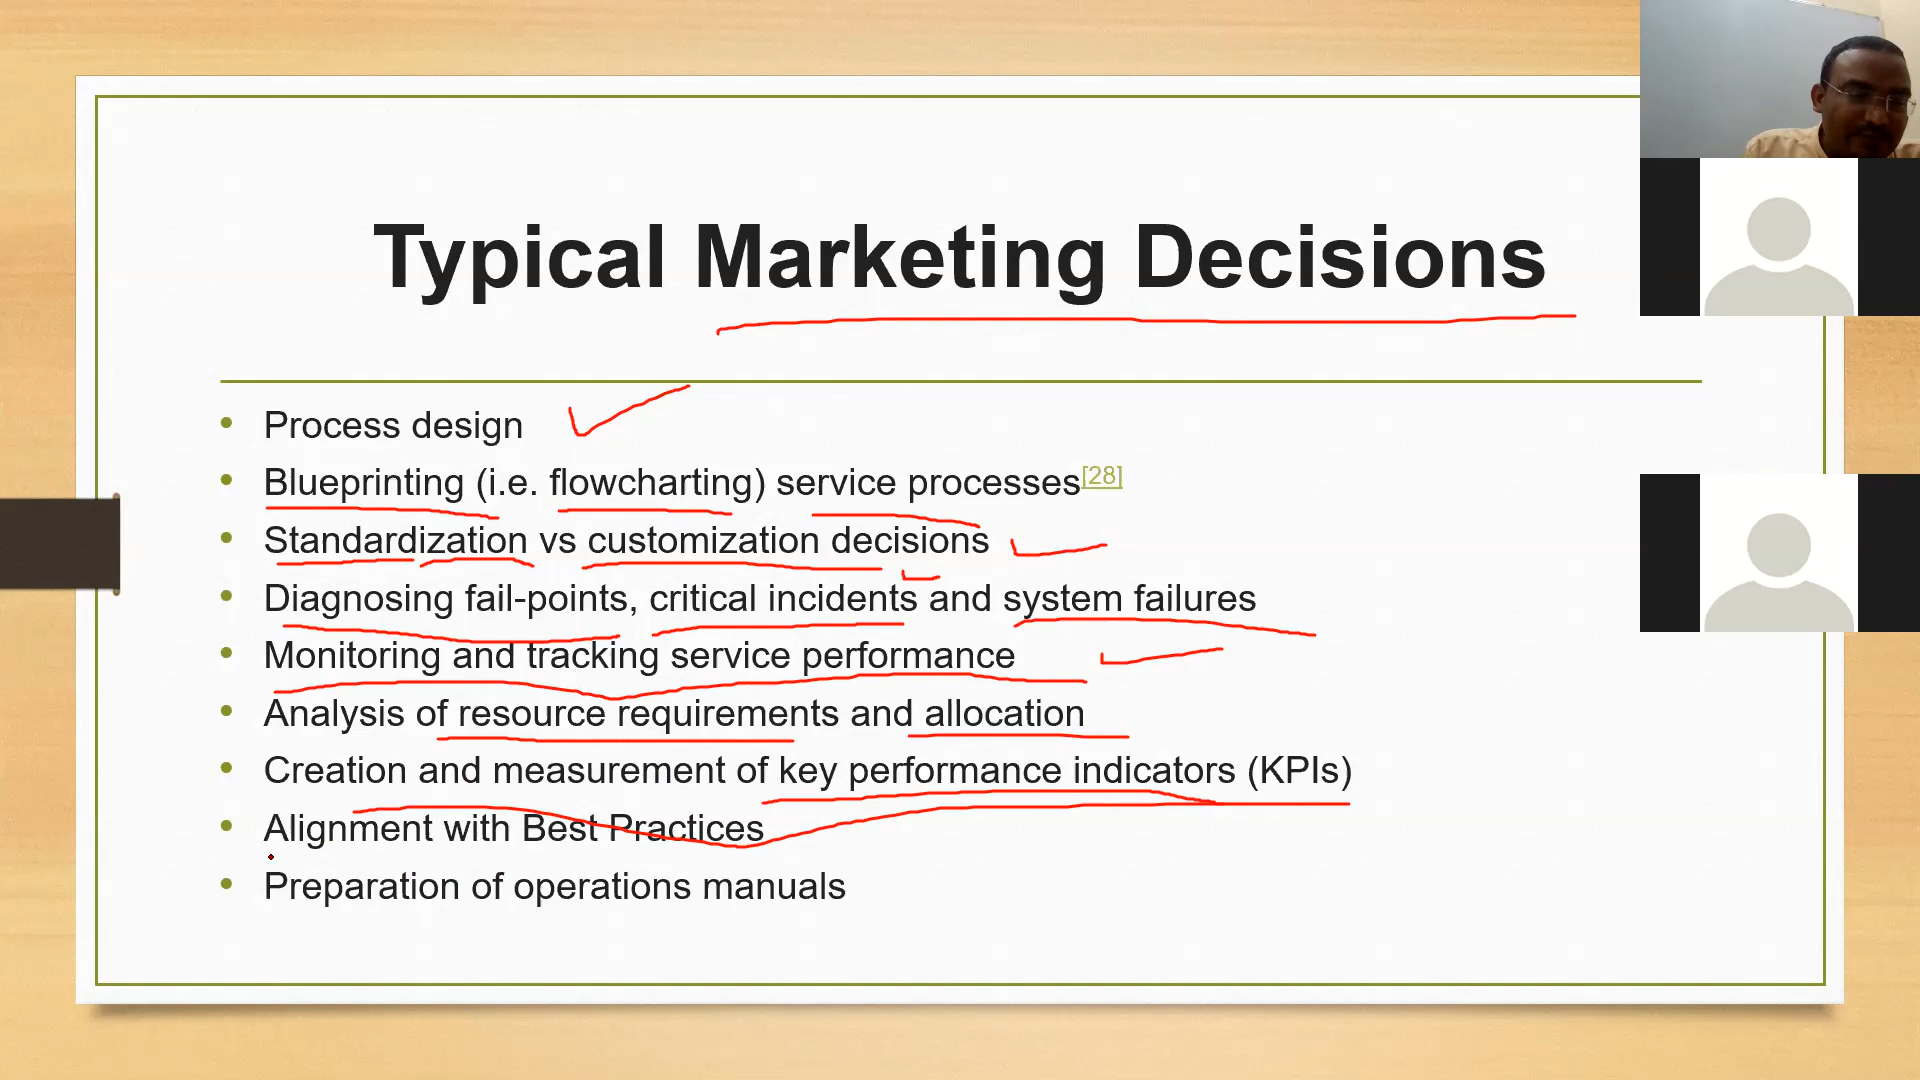 Typical Marketing Decisions
• Process design
• Blueprinting (i.e. flowcharting) service processes[28]
• Standardization vs customization decisions
• Diagnosing fail-points, critical incidents and system failures
• Monitoring and tracking service performance
• Analysis of resource requirements and allocation
• Creation and measurement of key performance indicators (KPIs)
• Alignment with Best Practices
• Preparation of operations manuals